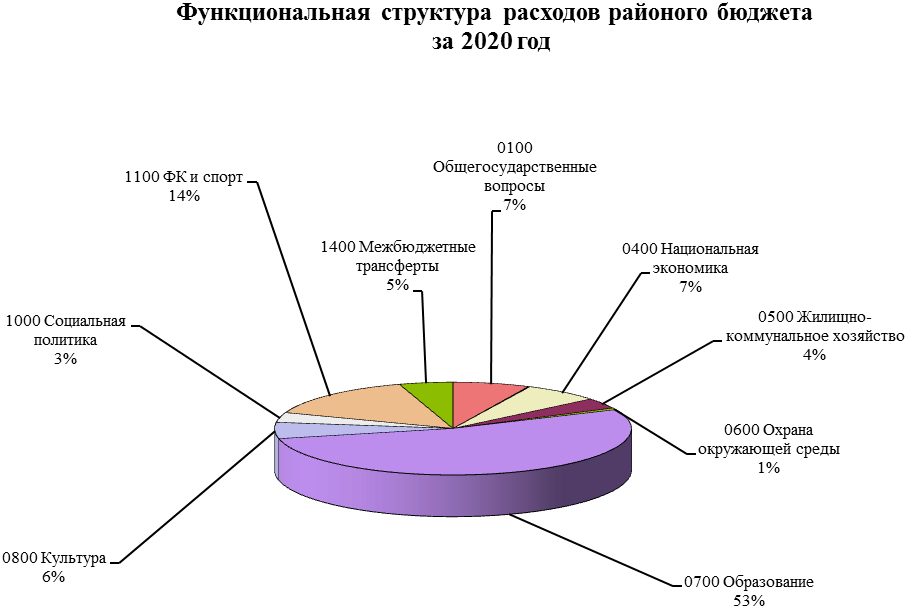 Функциональная структура расходов районого бюджета
за 2020 год
0100
Общегосударственные
вопросы
7%
1100 ФК и спорт
14%
1400 Межбюджетные
трансферты
5%
0400 Национальная
экономика
7%
1000 Социальная
политика
3%
0500 Жилищно-
коммунальное хозяйство
4%
0600 Охрана
окружающей среды
1%
0800 Культура
6%
0700 Образование
53%